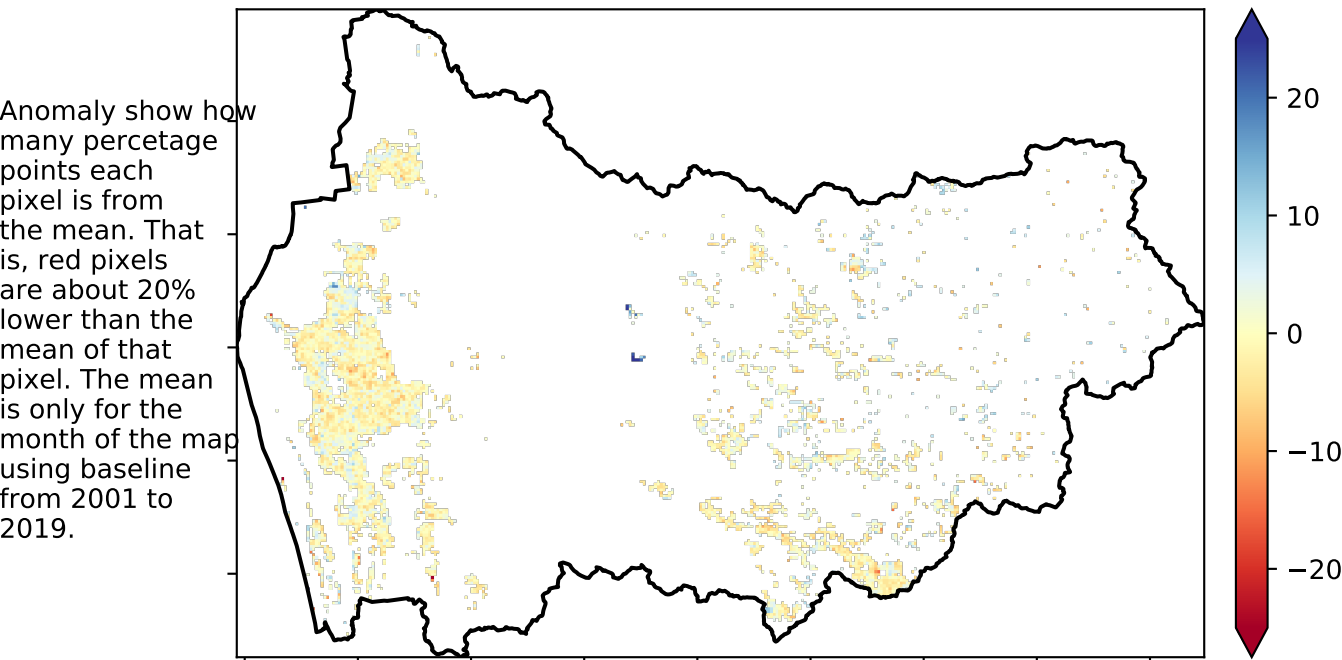 Anomaly show how
many percetage
points each
pixel is from
the mean. That
is, red pixels
are about 20%
lower than the
mean of that
pixel. The mean
is only for the
month of the map
using baseline
from 2001 to
2019.
20
10
0
−10
−20